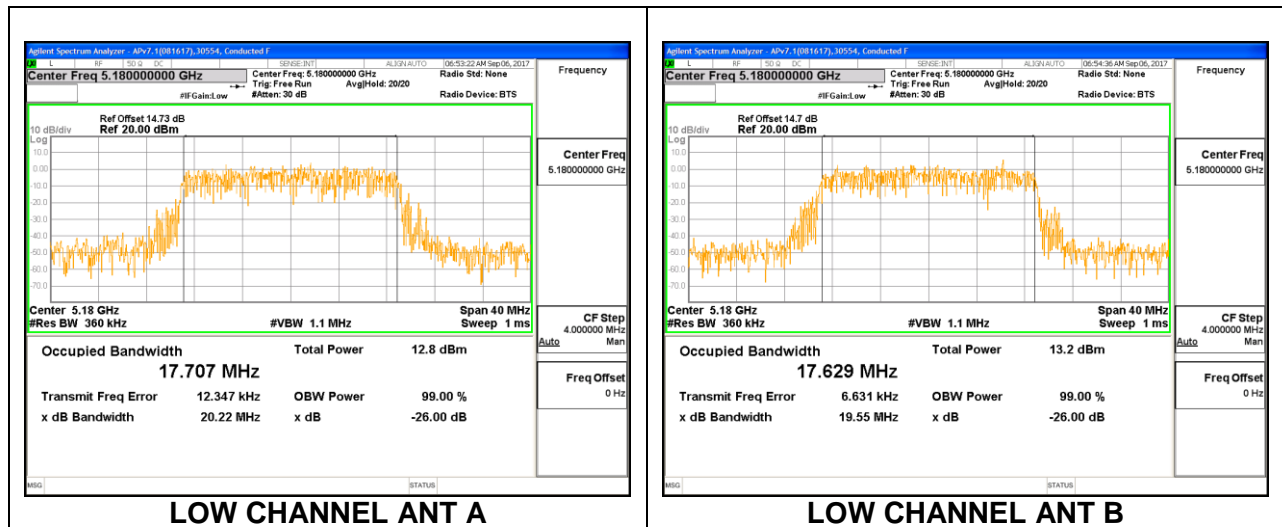 Agilent Spectrum Analyzer - APv7.1(081617),30554, Conducted F
L RF 50 Ω DC SENSE:INT ALIGN AUTO 06:53:22 AM Sep 06, 2017
Center Freq 5.180000000 GHz
Center Freq: 5.180000000 GHz
Radio Std: None
Trig: Free Run Avg|Hold: 20/20
#IFGain:Low #Atten: 30 dB Radio Device: BTS
Ref Offset 14.73 dB
10 dB/div Ref 20.00 dBm
Log
10.0
0.00
-10.0
-20.0
-30.0
-40.0
-50.0
-60.0
-70.0
Center 5.18 GHz Span 40 MHz
#Res BW 360 kHz #VBW 1.1 MHz Sweep 1 ms
Occupied Bandwidth Total Power 12.8 dBm
17.707 MHz
Transmit Freq Error 12.347 kHz OBW Power 99.00 %
x dB Bandwidth 20.22 MHz x dB -26.00 dB
MSG STATUS
Frequency
Center Freq
5.180000000 GHz
CF Step
4.000000 MHz
Auto Man
Freq Offset
0 Hz
LOW CHANNEL ANT A
Agilent Spectrum Analyzer - APv7.1(081617),30554, Conducted F
L RF 50 Ω DC SENSE:INT ALIGN AUTO 06:54:36 AM Sep 06, 2017
Center Freq 5.180000000 GHz
Center Freq: 5.180000000 GHz
Radio Std: None
Trig: Free Run Avg|Hold: 20/20
#IFGain:Low #Atten: 30 dB Radio Device: BTS
Ref Offset 14.7 dB
10 dB/div Ref 20.00 dBm
Log
10.0
0.00
-10.0
-20.0
-30.0
-40.0
-50.0
-60.0
-70.0
Center 5.18 GHz Span 40 MHz
#Res BW 360 kHz #VBW 1.1 MHz Sweep 1 ms
Occupied Bandwidth Total Power 13.2 dBm
17.629 MHz
Transmit Freq Error 6.631 kHz OBW Power 99.00 %
x dB Bandwidth 19.55 MHz x dB -26.00 dB
MSG STATUS
Frequency
Center Freq
5.180000000 GHz
CF Step
4.000000 MHz
Auto Man
Freq Offset
0 Hz
LOW CHANNEL ANT B